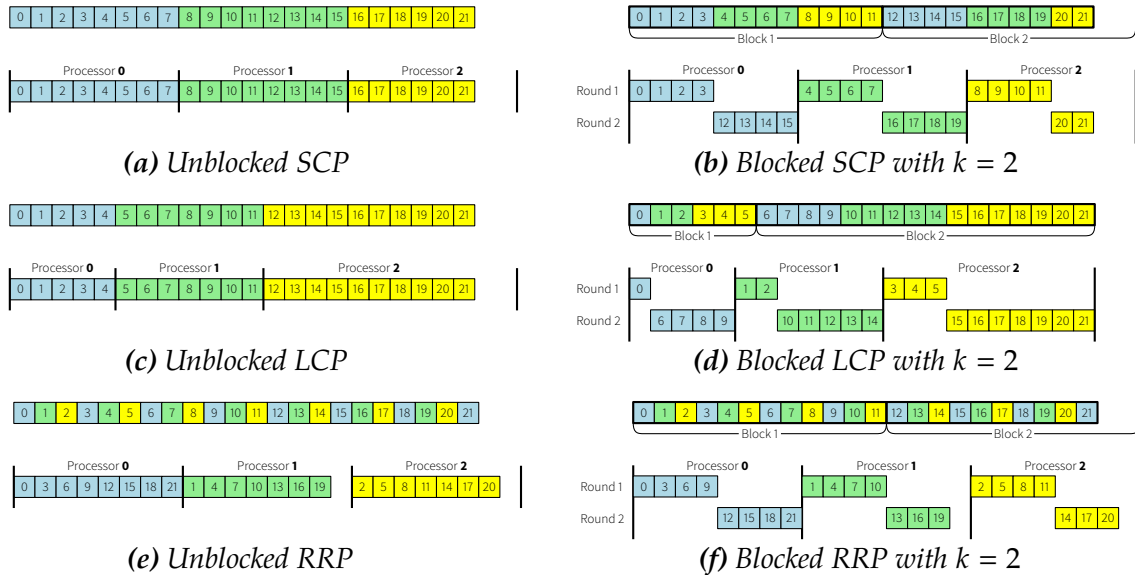 0 1 2 3 4 5 6 7 8 9 10 11 12 13 14 15 16 17 18 19 20 21
Processor 0 Processor 1 Processor 2
0 1 2 3 4 5 6 7 8 9 10 11 12 13 14 15 16 17 18 19 20 21
(a) Unblocked SCP
0 1 2 3 4 5 6 7 8 9 10 11 12 13 14 15 16 17 18 19 20 21
Block 1 Block 2
Processor 0 Processor 1 Processor 2
Round 1 0 1 2 3 4 5 6 7 8 9 10 11
Round 2 12 13 14 15 16 17 18 19 20 21
(b) Blocked SCP with k = 2
0 1 2 3 4 5 6 7 8 9 10 11 12 13 14 15 16 17 18 19 20 21
Processor 0 Processor 1 Processor 2
0 1 2 3 4 5 6 7 8 9 10 11 12 13 14 15 16 17 18 19 20 21
(c) Unblocked LCP
0 1 2 3 4 5 6 7 8 9 10 11 12 13 14 15 16 17 18 19 20 21
Block 1 Block 2
Processor 0 Processor 1 Processor 2
Round 1 0 1 2 3 4 5
Round 2 6 7 8 9 10 11 12 13 14 15 16 17 18 19 20 21
(d) Blocked LCP with k = 2
0 1 2 3 4 5 6 7 8 9 10 11 12 13 14 15 16 17 18 19 20 21
Processor 0 Processor 1 Processor 2
0 3 6 9 12 15 18 21 1 4 7 10 13 16 19 2 5 8 11 14 17 20
(e) Unblocked RRP
0 1 2 3 4 5 6 7 8 9 10 11 12 13 14 15 16 17 18 19 20 21
Block 1 Block 2
Processor 0 Processor 1 Processor 2
Round 1 0 3 6 9 1 4 7 10 2 5 8 11
Round 2 12 15 18 21 13 16 19 14 17 20
(f) Blocked RRP with k = 2